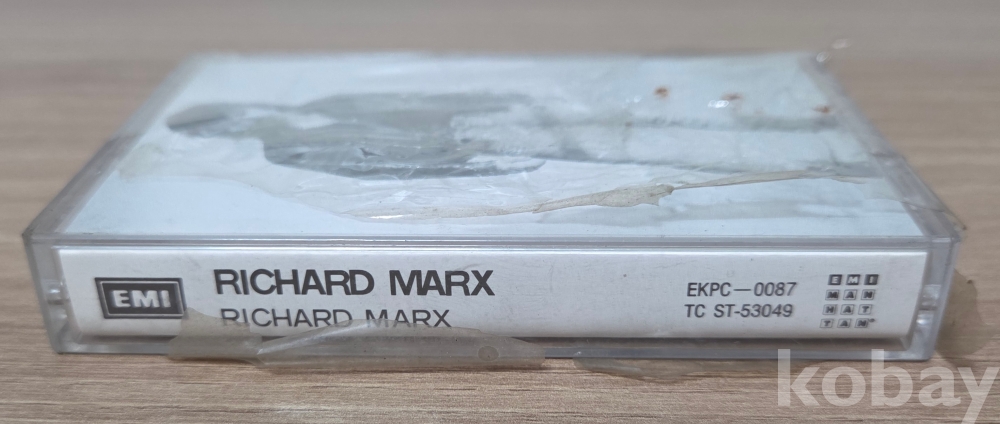 EMI
RICHARD MARX
RICHARD MARX
EKPC—0087
TC ST-53049
EMI
MAN
HAT
TAN®
kobay